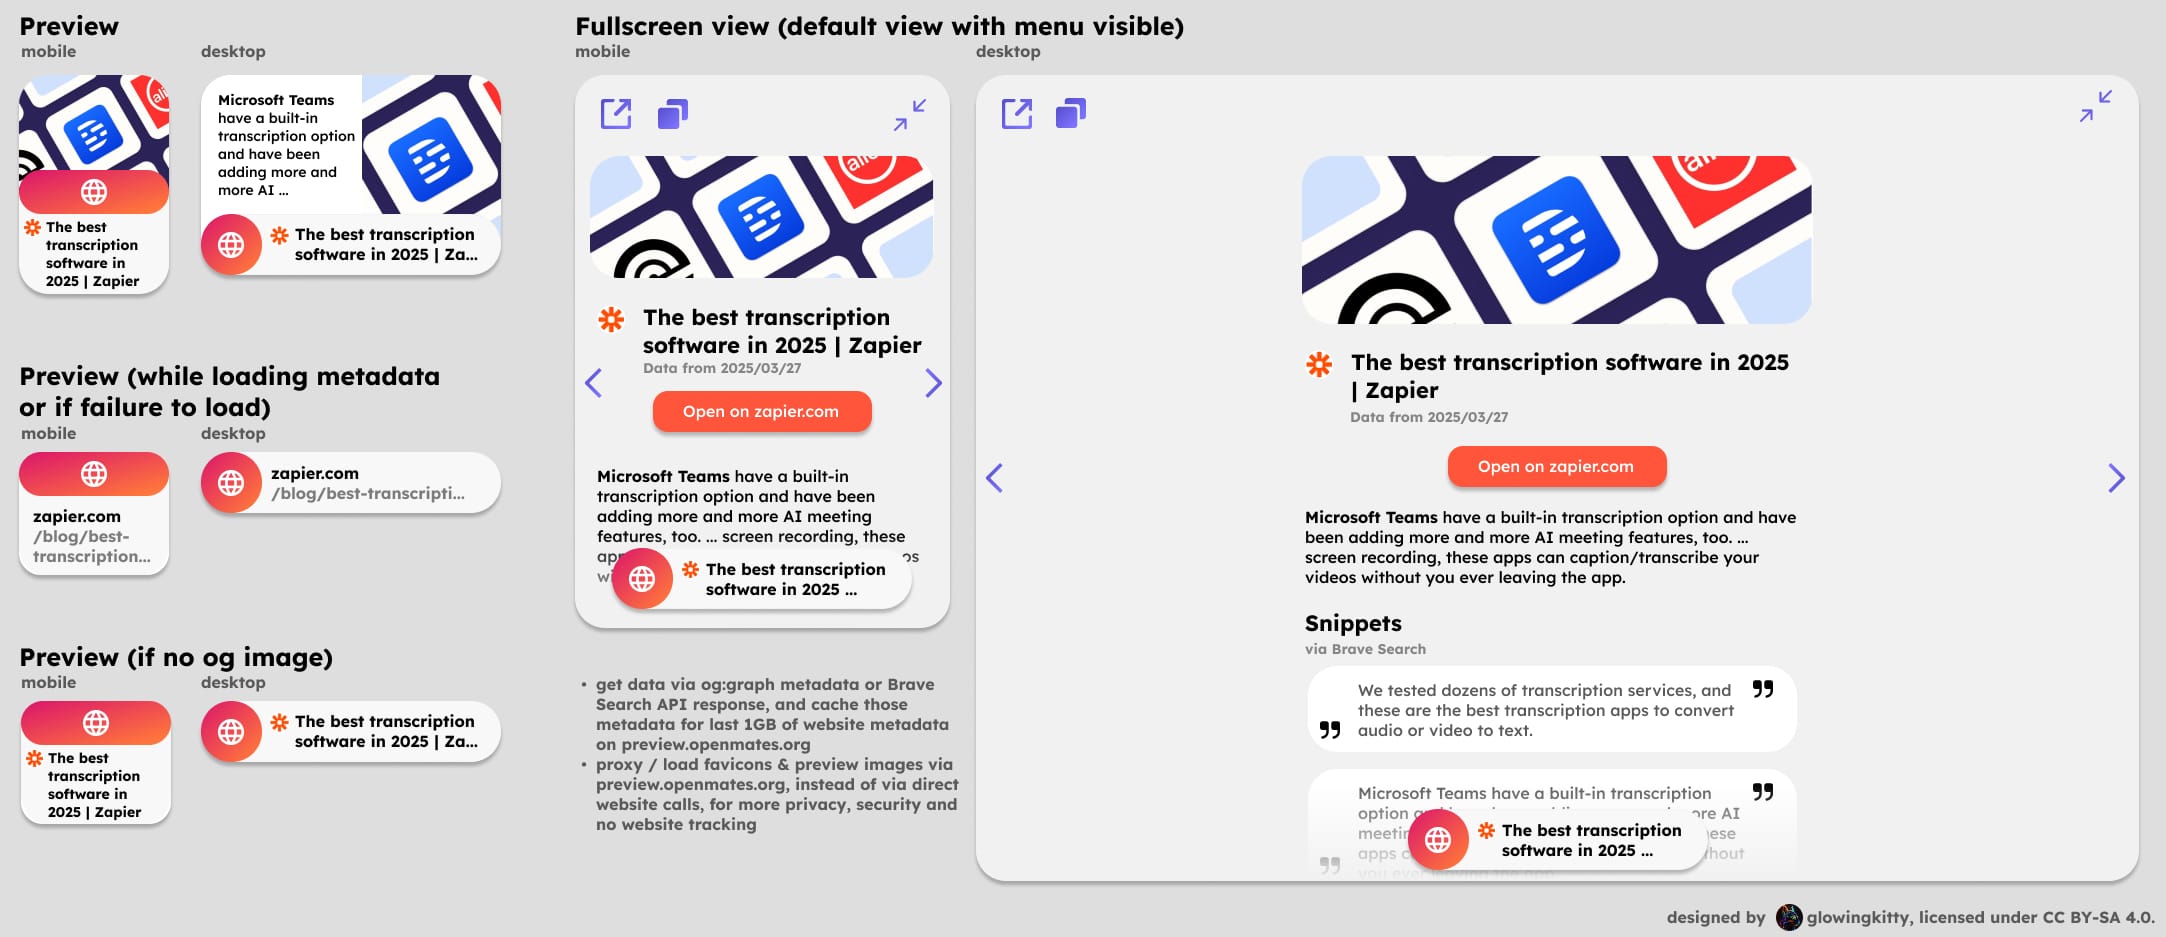 Preview
mobile
desktop
ali
Microsoft Teams
have a built-in
transcription option
and have been
adding more and
more AI ...
The best
transcription
software in
2025 | Zapier
The best transcription
software in 2025 | Za...
Preview (while loading metadata
or if failure to load)
mobile
desktop
zapier.com
/blog/best-
transcription...
zapier.com
/blog/best-transcripti...
Preview (if no og image)
mobile
desktop
The best
transcription
software in
2025 | Zapier
The best transcription
software in 2025 | Za...
Fullscreen view (default view with menu visible)
mobile
The best transcription
software in 2025 | Zapier
Data from 2025/03/27
Open on zapier.com
Microsoft Teams have a built-in
transcription option and have been
adding more and more AI meeting
features, too. ... screen recording, these
The best transcription
software in 2025 ...
• get data via og:graph metadata or Brave
Search API response, and cache those
metadata for last 1GB of website metadata
on preview.openmates.org
• proxy / load favicons & preview images via
preview.openmates.org, instead of via direct
website calls, for more privacy, security and
no website tracking
desktop
The best transcription software in 2025
| Zapier
Data from 2025/03/27
Open on zapier.com
Microsoft Teams have a built-in transcription option and have
been adding more and more AI meeting features, too. ...
screen recording, these apps can caption/transcribe your
videos without you ever leaving the app.
Snippets
via Brave Search
We tested dozens of transcription services, and
these are the best transcription apps to convert
audio or video to text.
Microsoft Teams have a built-in transcription
option
AI
apps
The best transcription
software in 2025 ...
designed by glowingkitty, licensed under CC BY-SA 4.0.